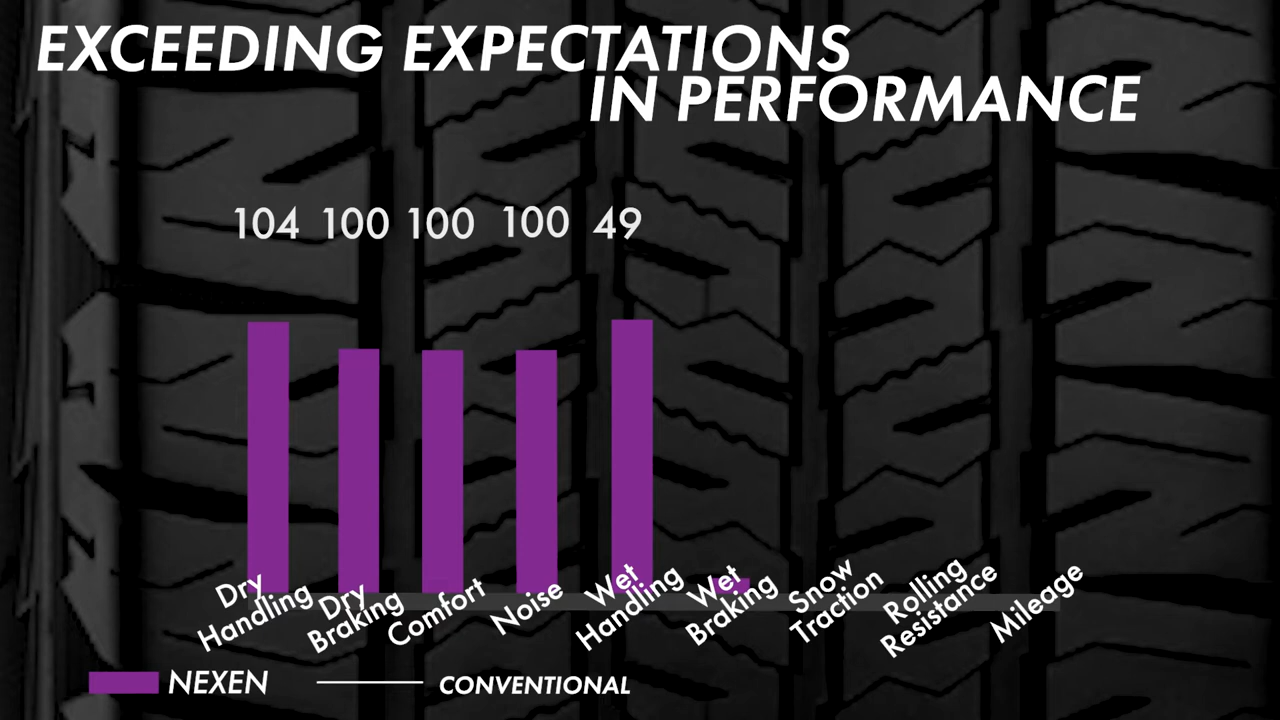 EXCEEDING EXPECTATIONS
IN PERFORMANCE
104 100 100 100 49
Dry
Handling
Dry
Braking
Comfort
Noise
Wet
Handling
Wet
Braking
Snow
Traction
Rolling
Resistance
Mileage
NEXEN
CONVENTIONAL